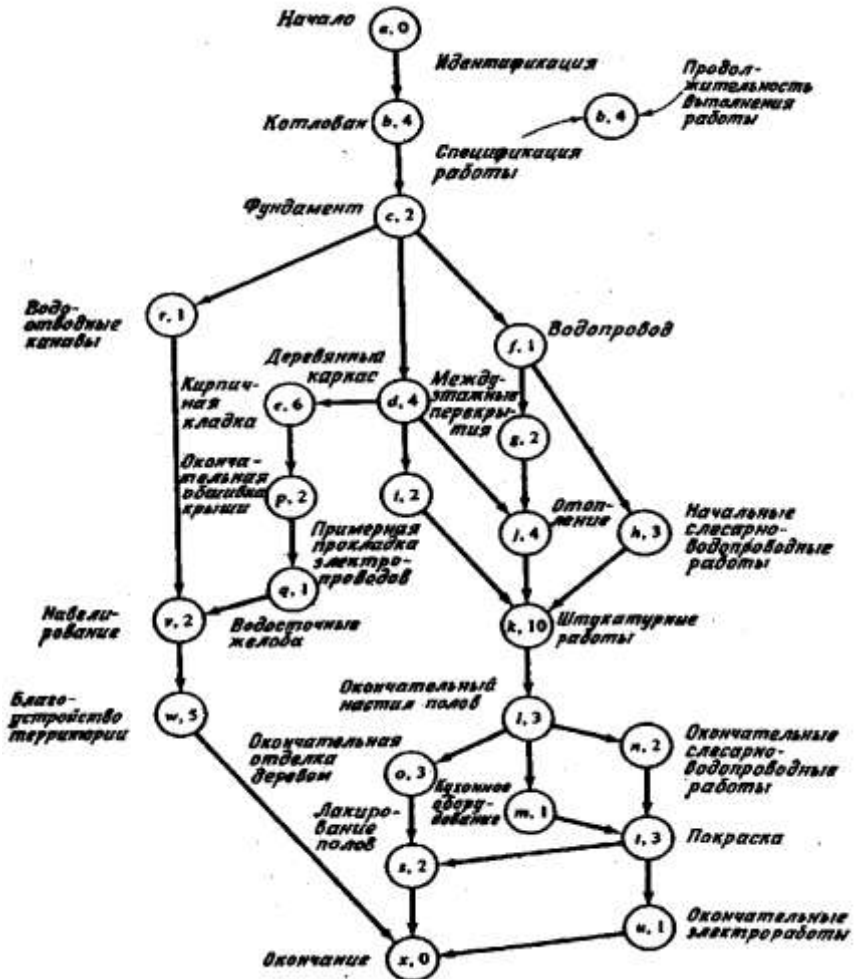 Начало
a, 0
Идентификация
Продол-
жительность
выполнения
работы
Котлован
b, 4
b, 4
Спецификация
работы
Фундамент
c, 2
Водо-
отводные
канавы
r, 1
f, 1
Водопровод
Деревянный
каркас
Кирпич-
ная
кладка
e, 6
d, 4
Между-
этажные
перекры-
тия
g, 2
Оконча-
тельная
обшивка
крыши
p, 2
i, 2
j, 4
Отоп-
ление
h, 3
Начальные
слесарно-
водопроводные
работы
Примерная
прокладка
электро-
проводов
q, 1
Навели-
рование
v, 2
Водосточные
желоба
k, 10
Штукатурные
работы
Благо-
устройство
территории
w, 5
Окончательный
настил полов
l, 3
Окончательная
отделка
деревом
o, 3
Кухонное
обору-
дование
m, 1
n, 2
Окончательные
слесарно-
водопроводные
работы
Лакиро-
вание
полов
s, 2
t, 3
Покраска
u, 1
Окончательные
электроработы
Окончание
x, 0